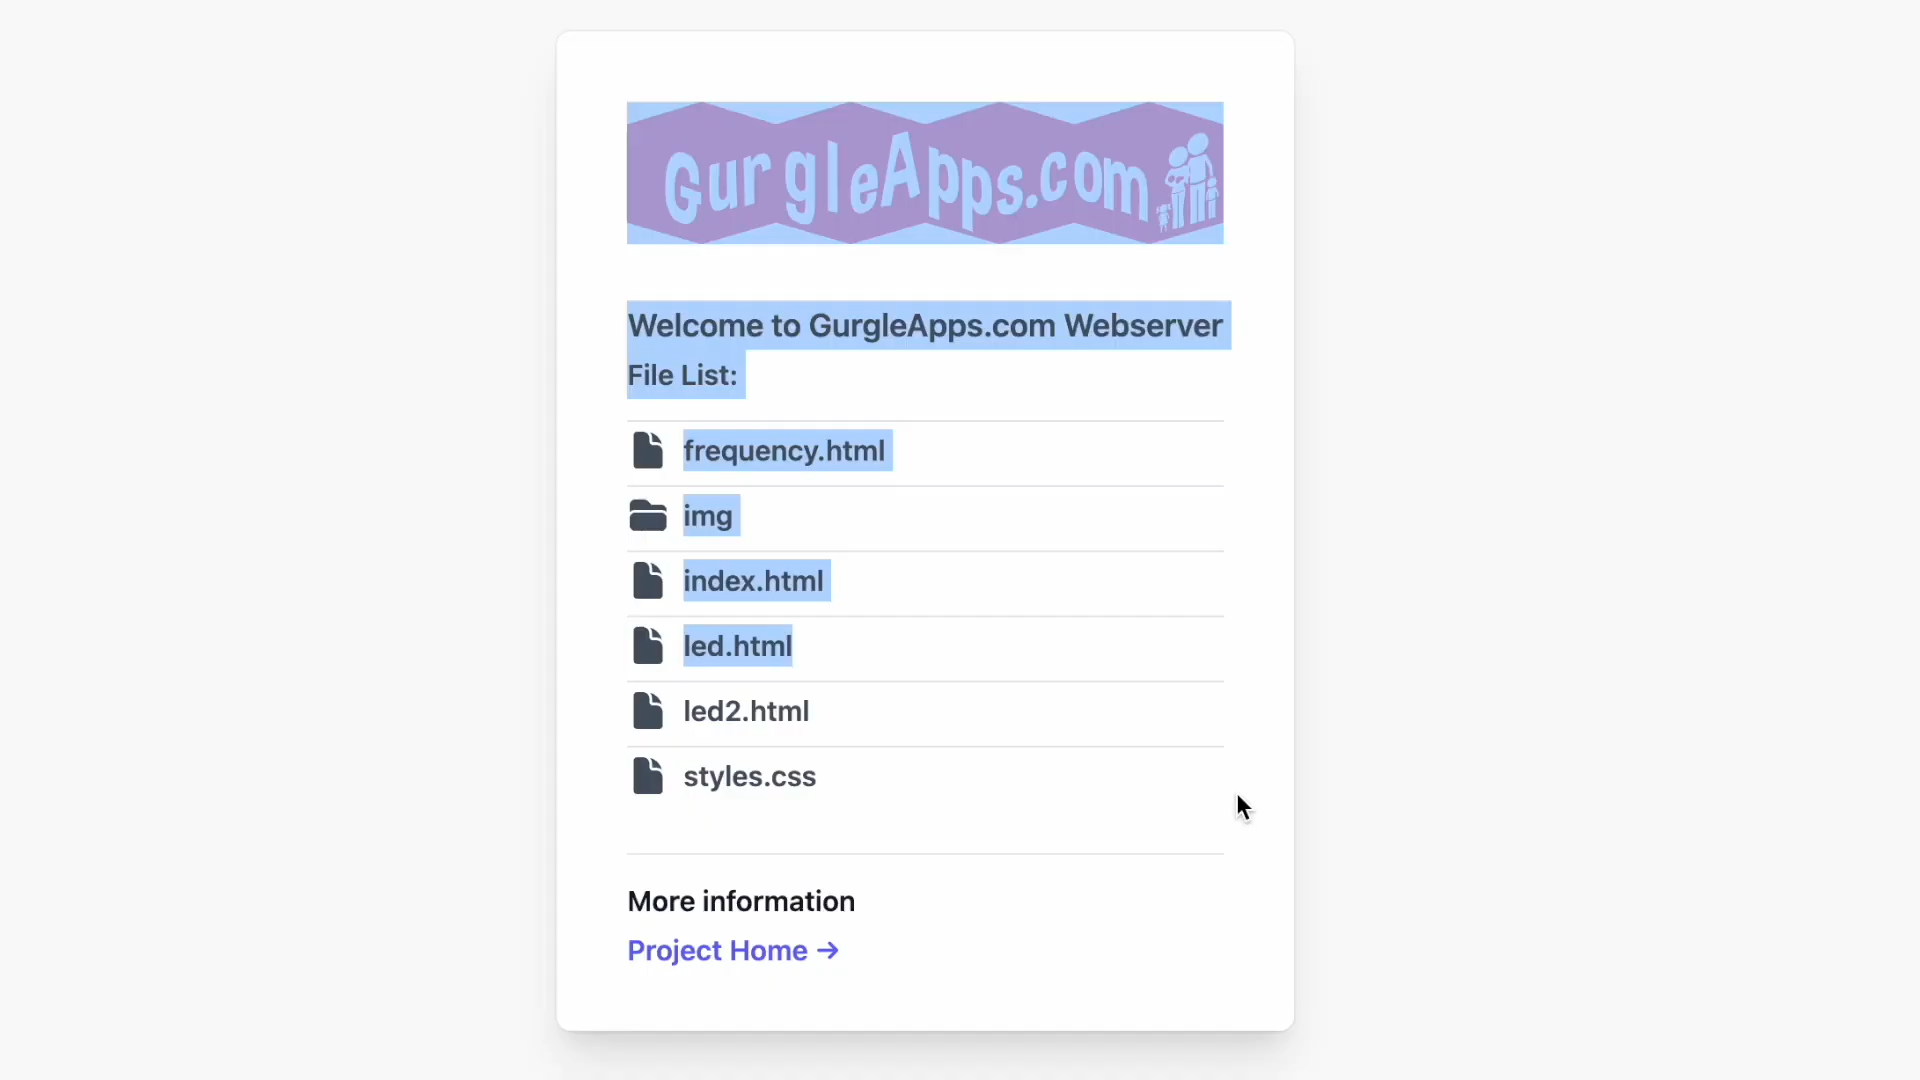 GurgleApps.com
Welcome to GurgleApps.com Webserver
File List:
frequency.html
img
index.html
led.html
led2.html
styles.css
More information
Project Home →